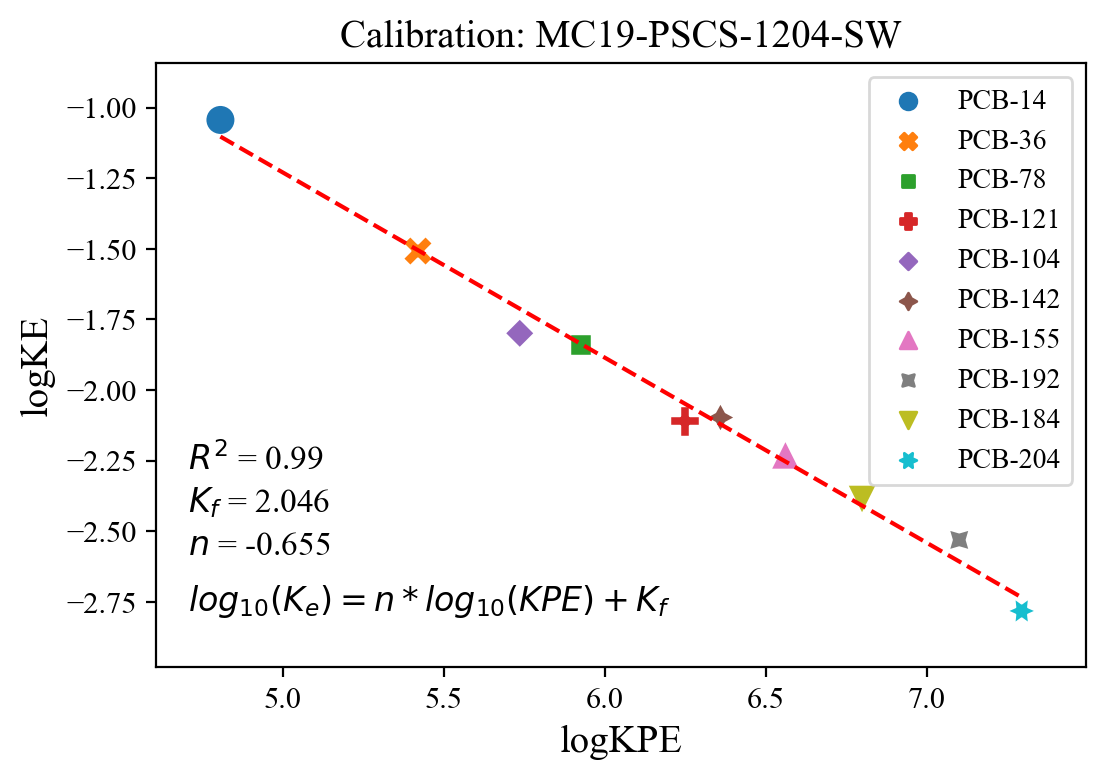 Calibration: MC19-PSCS-1204-SW
logKE
−1.00
−1.25
−1.50
−1.75
−2.00
−2.25
−2.50
−2.75
PCB-14
PCB-36
PCB-78
PCB-121
PCB-104
PCB-142
PCB-155
PCB-192
PCB-184
PCB-204
R² = 0.99
K_f = 2.046
n = -0.655
log₁₀(K_e) = n * log₁₀(KPE) + K_f
5.0 5.5 6.0 6.5 7.0
logKPE